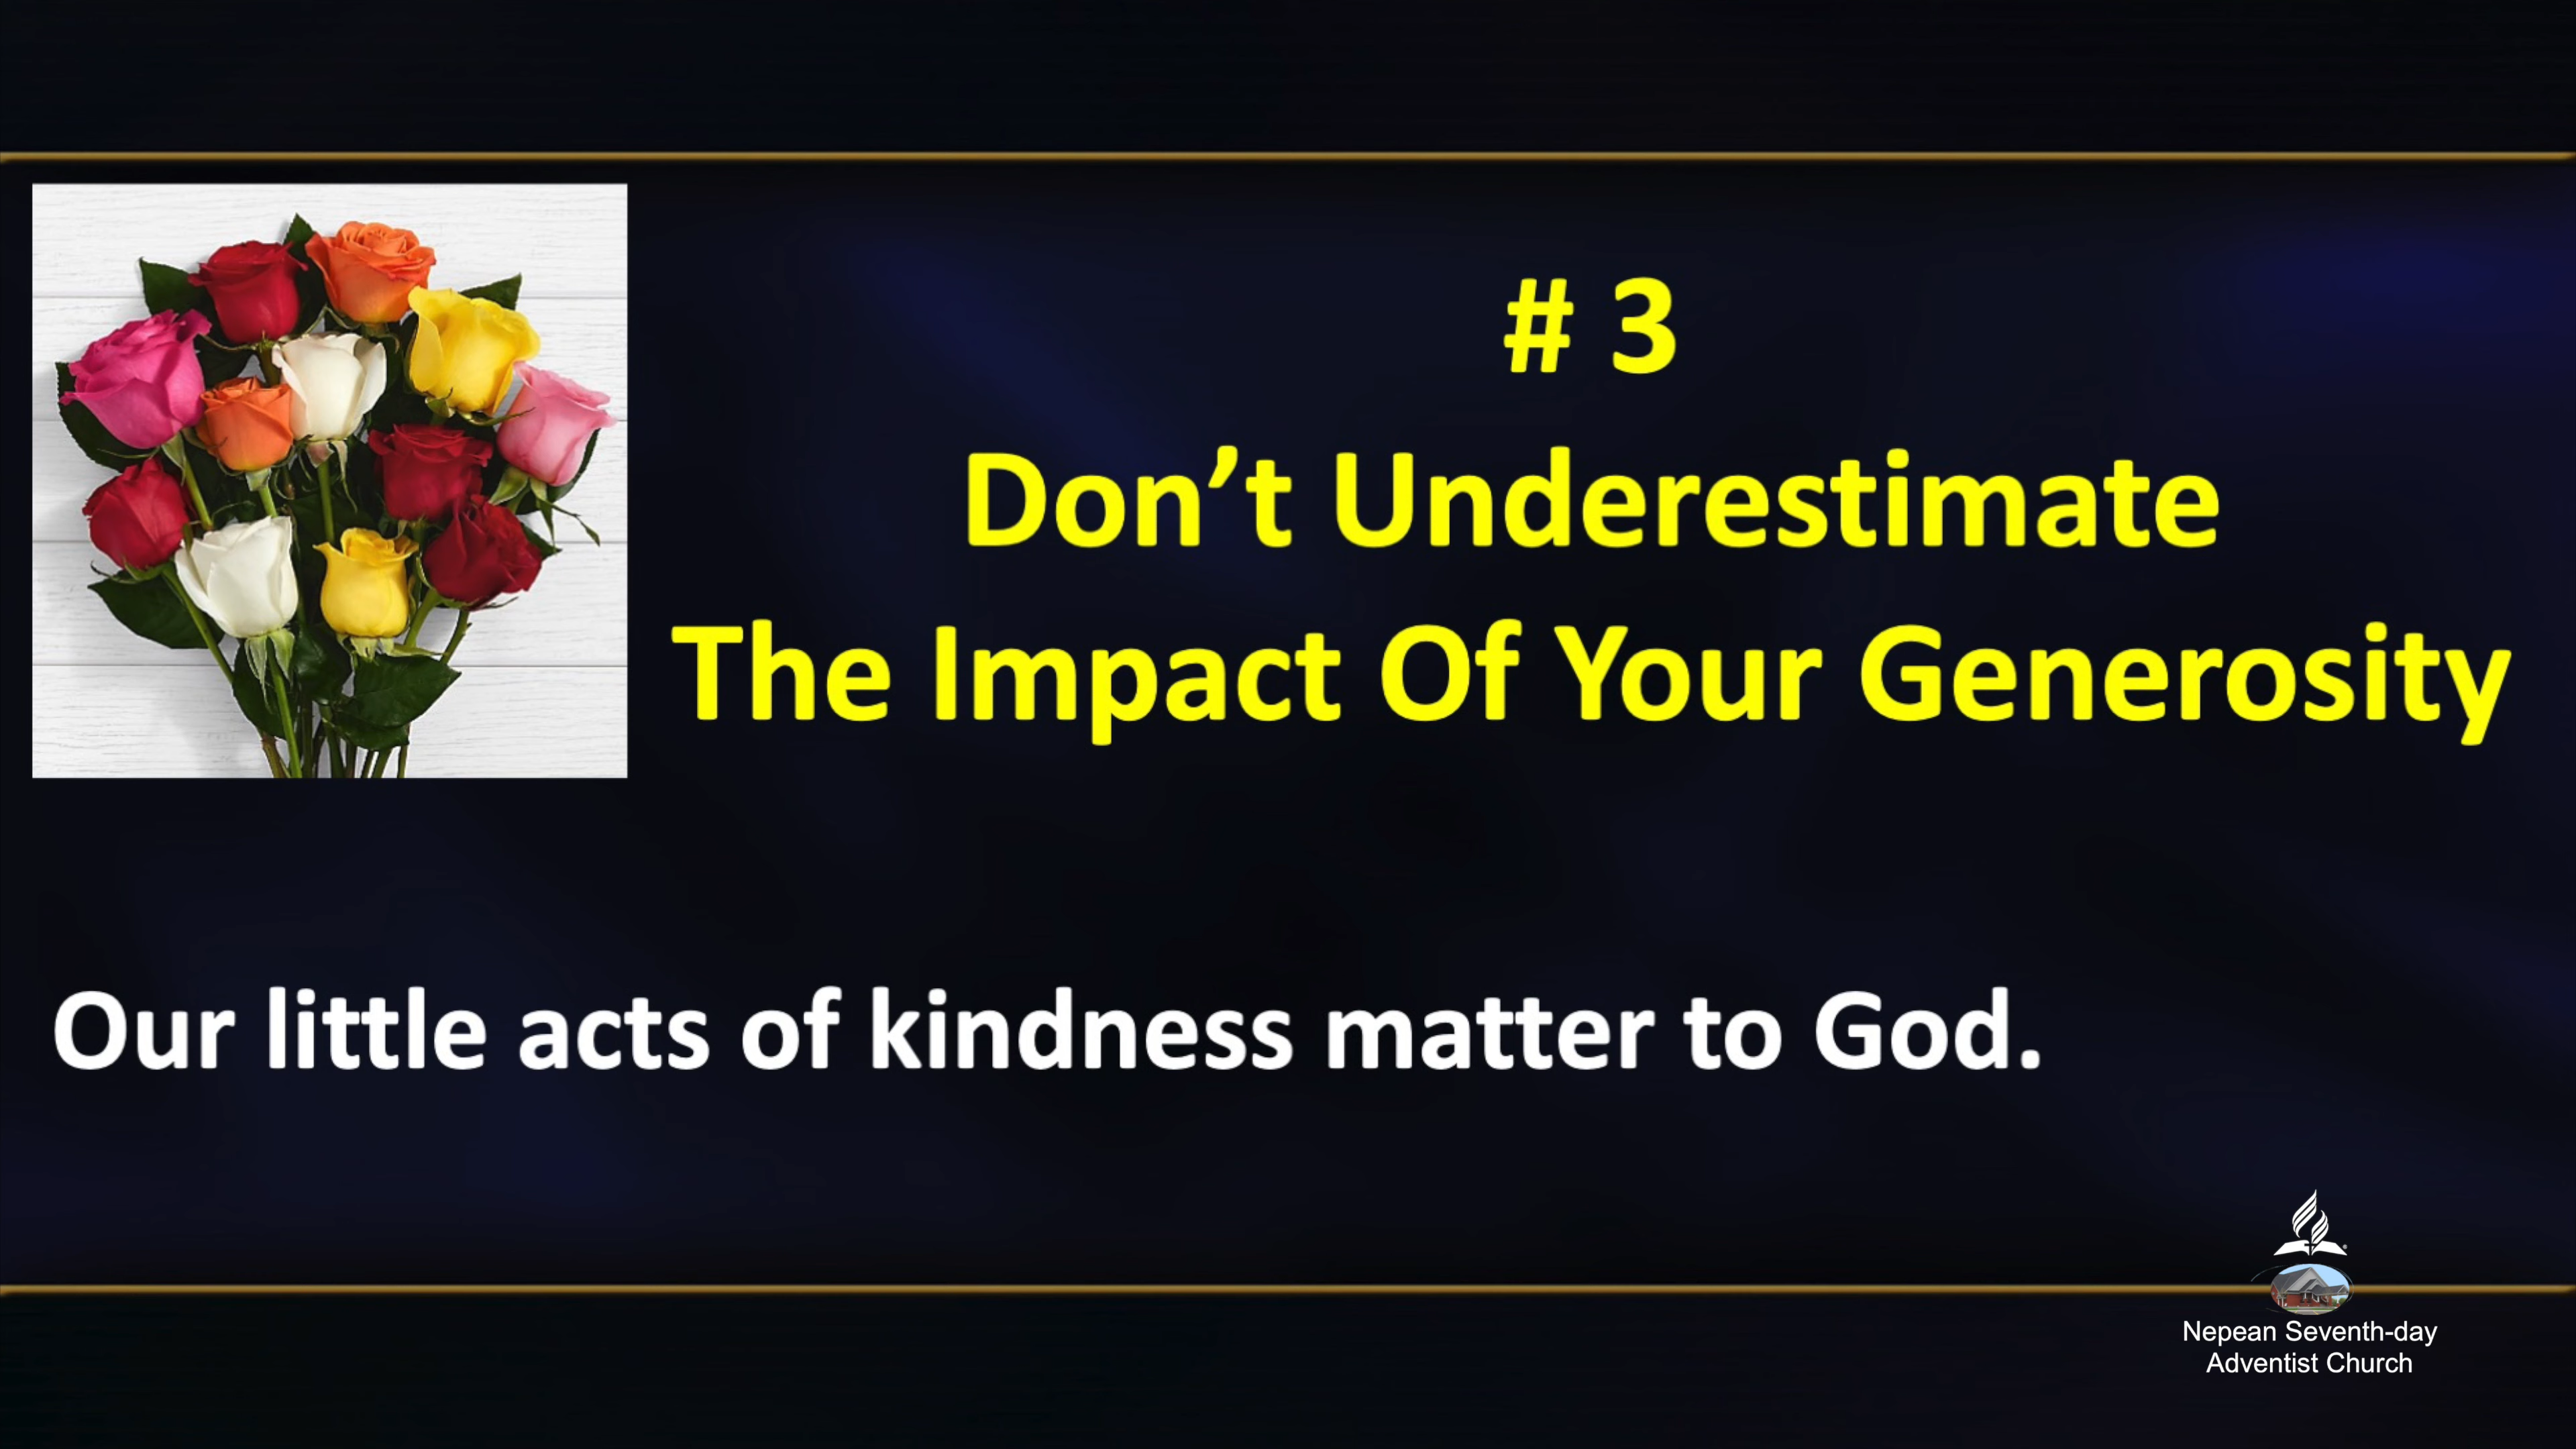 # 3
Don’t Underestimate
The Impact Of Your Generosity
Our little acts of kindness matter to God.
Nepean Seventh-day
Adventist Church